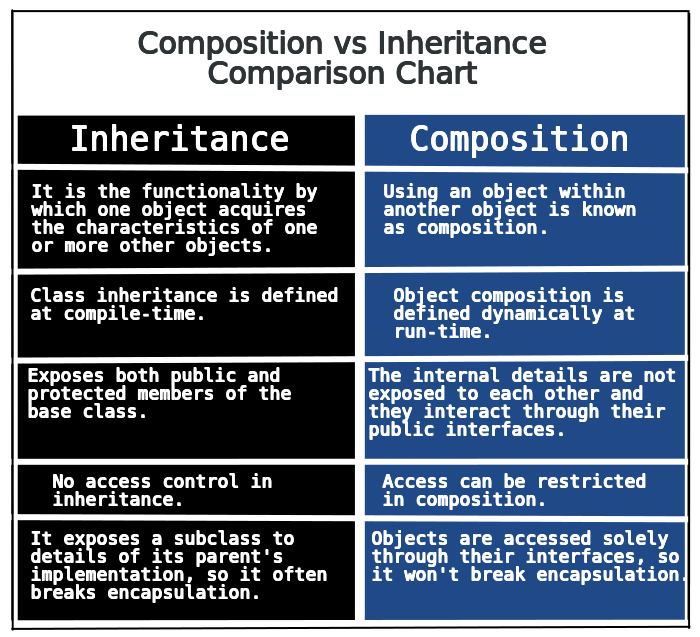 Composition vs Inheritance
Comparison Chart
Inheritance
Composition
It is the functionality by
which one object acquires
the characteristics of one
or more other objects.
Using an object within
another object is known
as composition.
Class inheritance is defined
at compile-time.
Object composition is
defined dynamically at
run-time.
Exposes both public and
protected members of the
base class.
The internal details are not
exposed to each other and
they interact through their
public interfaces.
No access control in
inheritance.
Access can be restricted
in composition.
It exposes a subclass to
details of its parent's
implementation, so it often
breaks encapsulation.
Objects are accessed solely
through their interfaces, so
it won't break encapsulation.